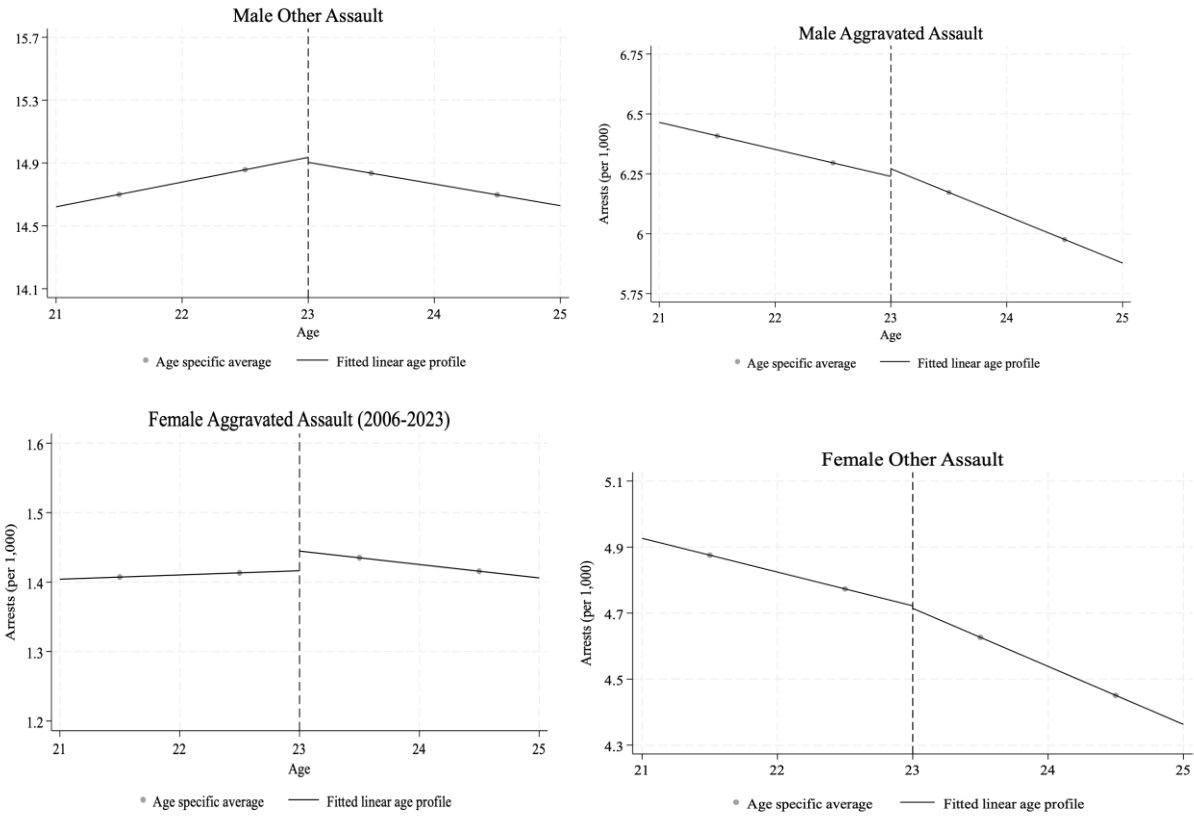 Male Other Assault
15.7
15.3
14.9
14.5
14.1
21 22 23 24 25
Age
Age specific average Fitted linear age profile
Male Aggravated Assault
Arrests (per 1,000)
6.75
6.5
6.25
6
5.75
21 22 23 24 25
Age
Age specific average Fitted linear age profile
Female Aggravated Assault (2006-2023)
Arrests (per 1,000)
1.6
1.5
1.4
1.3
1.2
21 22 23 24 25
Age
Age specific average Fitted linear age profile
Female Other Assault
Arrests (per 1,000)
5.1
4.9
4.7
4.5
4.3
21 22 23 24 25
Age specific average Fitted linear age profile